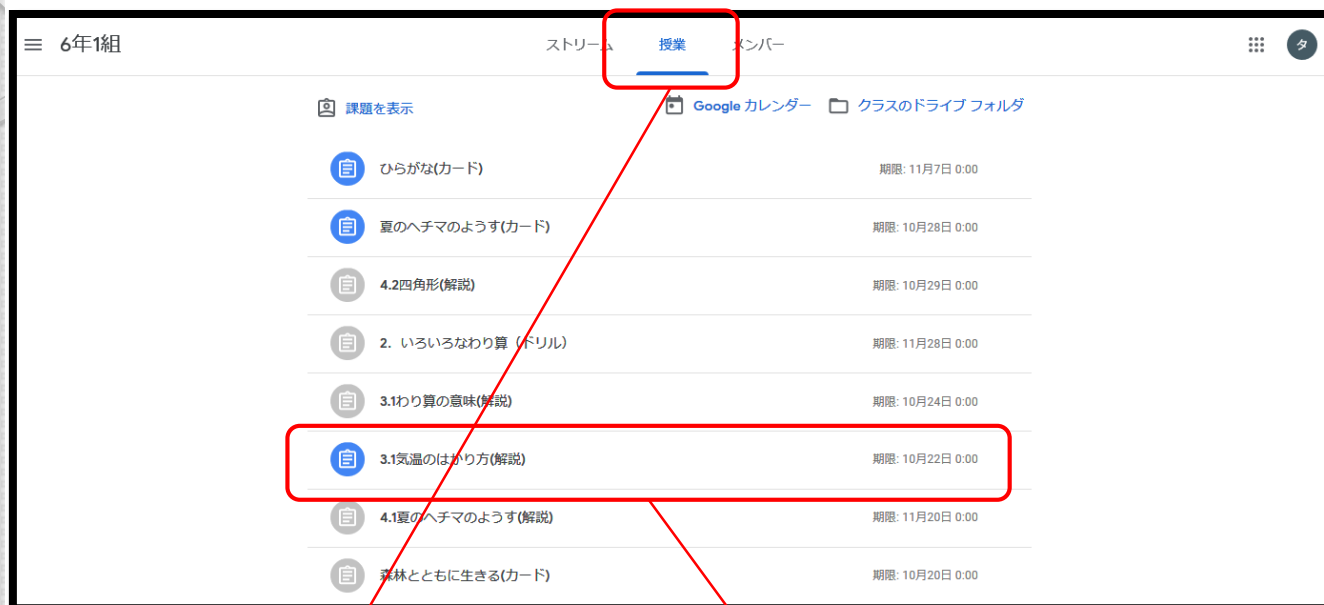 6年1組
ストリーム 授業 メンバー
タ
課題を表示
Google カレンダー クラスのドライブ フォルダ
ひらがな(カード) 期限: 11月7日 0:00
夏のヘチマのようす(カード) 期限: 10月28日 0:00
4.2四角形(解説) 期限: 10月29日 0:00
2．いろいろなわり算（ドリル） 期限: 11月28日 0:00
3.1わり算の意味(解説) 期限: 10月24日 0:00
3.1気温のはかり方(解説) 期限: 10月22日 0:00
4.1夏のヘチマのようす(解説) 期限: 11月20日 0:00
森林とともに生きる(カード) 期限: 10月20日 0:00